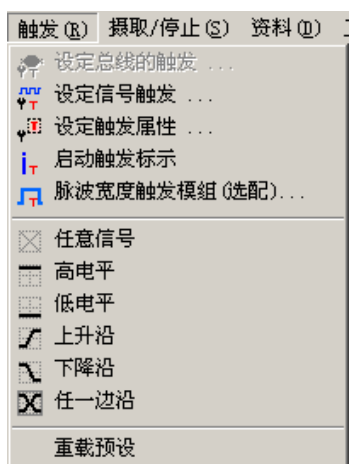 触发(R) 摄取/停止(S) 资料(D)
设定总线的触发 ...
设定信号触发 ...
设定触发属性 ...
启动触发标示
脉波宽度触发模组(选配)...
任意信号
高电平
低电平
上升沿
下降沿
任一边沿
重载预设